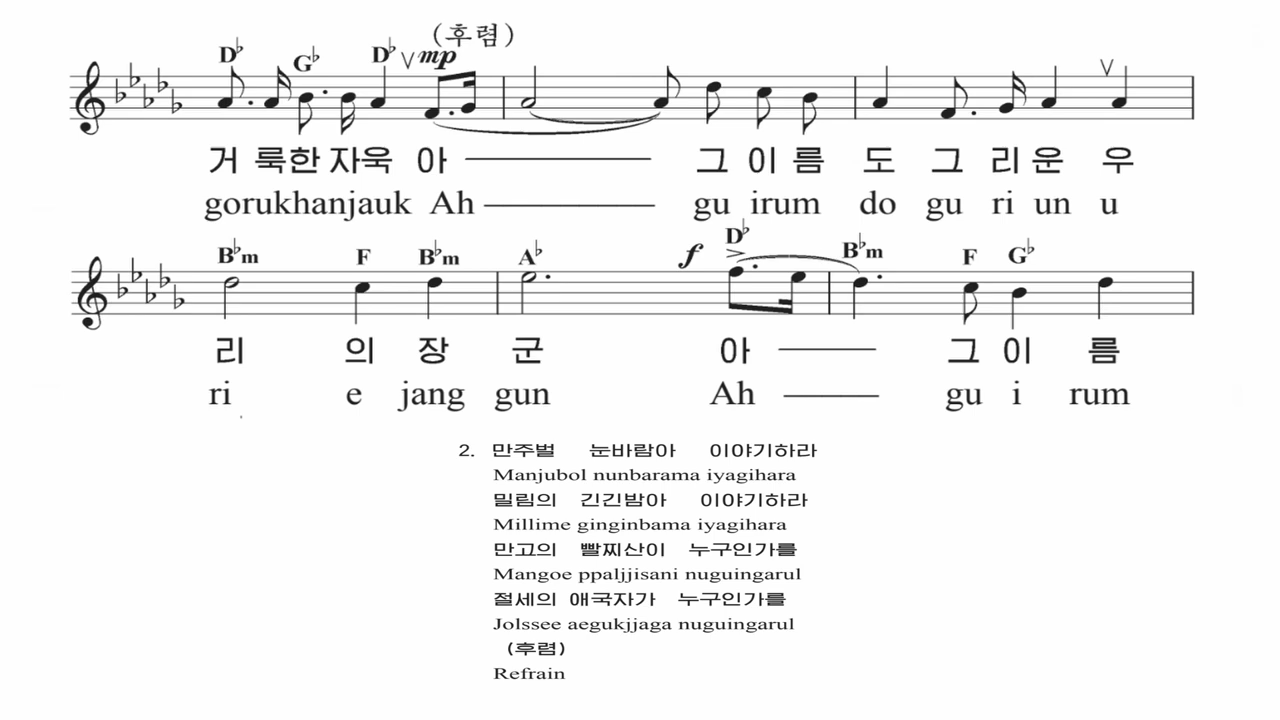 (후렴)
D♭ G♭ D♭ mp
거 룩한 자욱 아 그 이 름 도 그 리 운 우
gorukhanjauk Ah gu irum do gu ri un u
f D♭
B♭m F B♭m A♭ B♭m F G♭
리 의 장 군 아 그 이 름
ri e jang gun Ah gu i rum
2. 만주벌 눈바람아 이야기하라
Manjubol nunbarama iyagihara
밀림의 긴긴밤아 이야기하라
Millime ginginbama iyagihara
만고의 빨찌산이 누구인가를
Mangoe ppaljjisani nuguingarul
절세의 애국자가 누구인가를
Jolssee aegukjjaga nuguingarul
(후렴)
Refrain